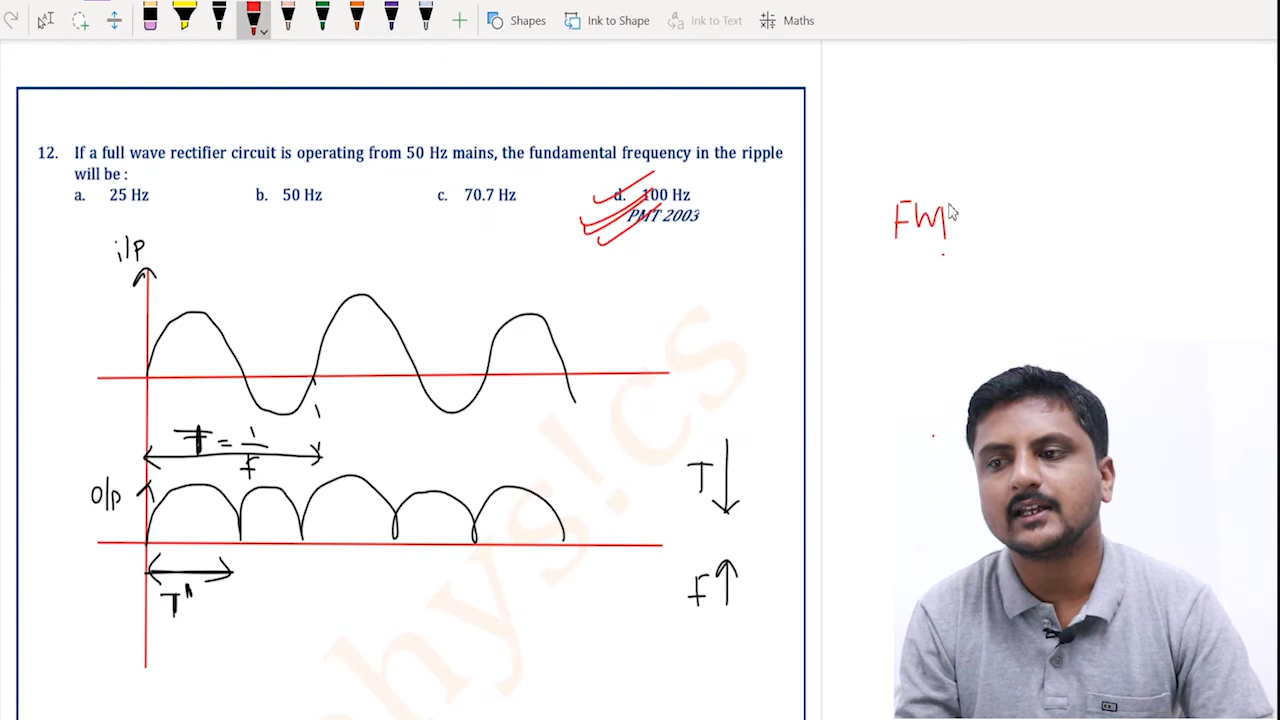 Shapes Ink to Shape Ink to Text Maths
12. If a full wave rectifier circuit is operating from 50 Hz mains, the fundamental frequency in the ripple
will be :
a. 25 Hz b. 50 Hz c. 70.7 Hz d. 100 Hz
PMT 2003
i/p
FW
T = 1/f
o/p
T
T"
F
phys!cs